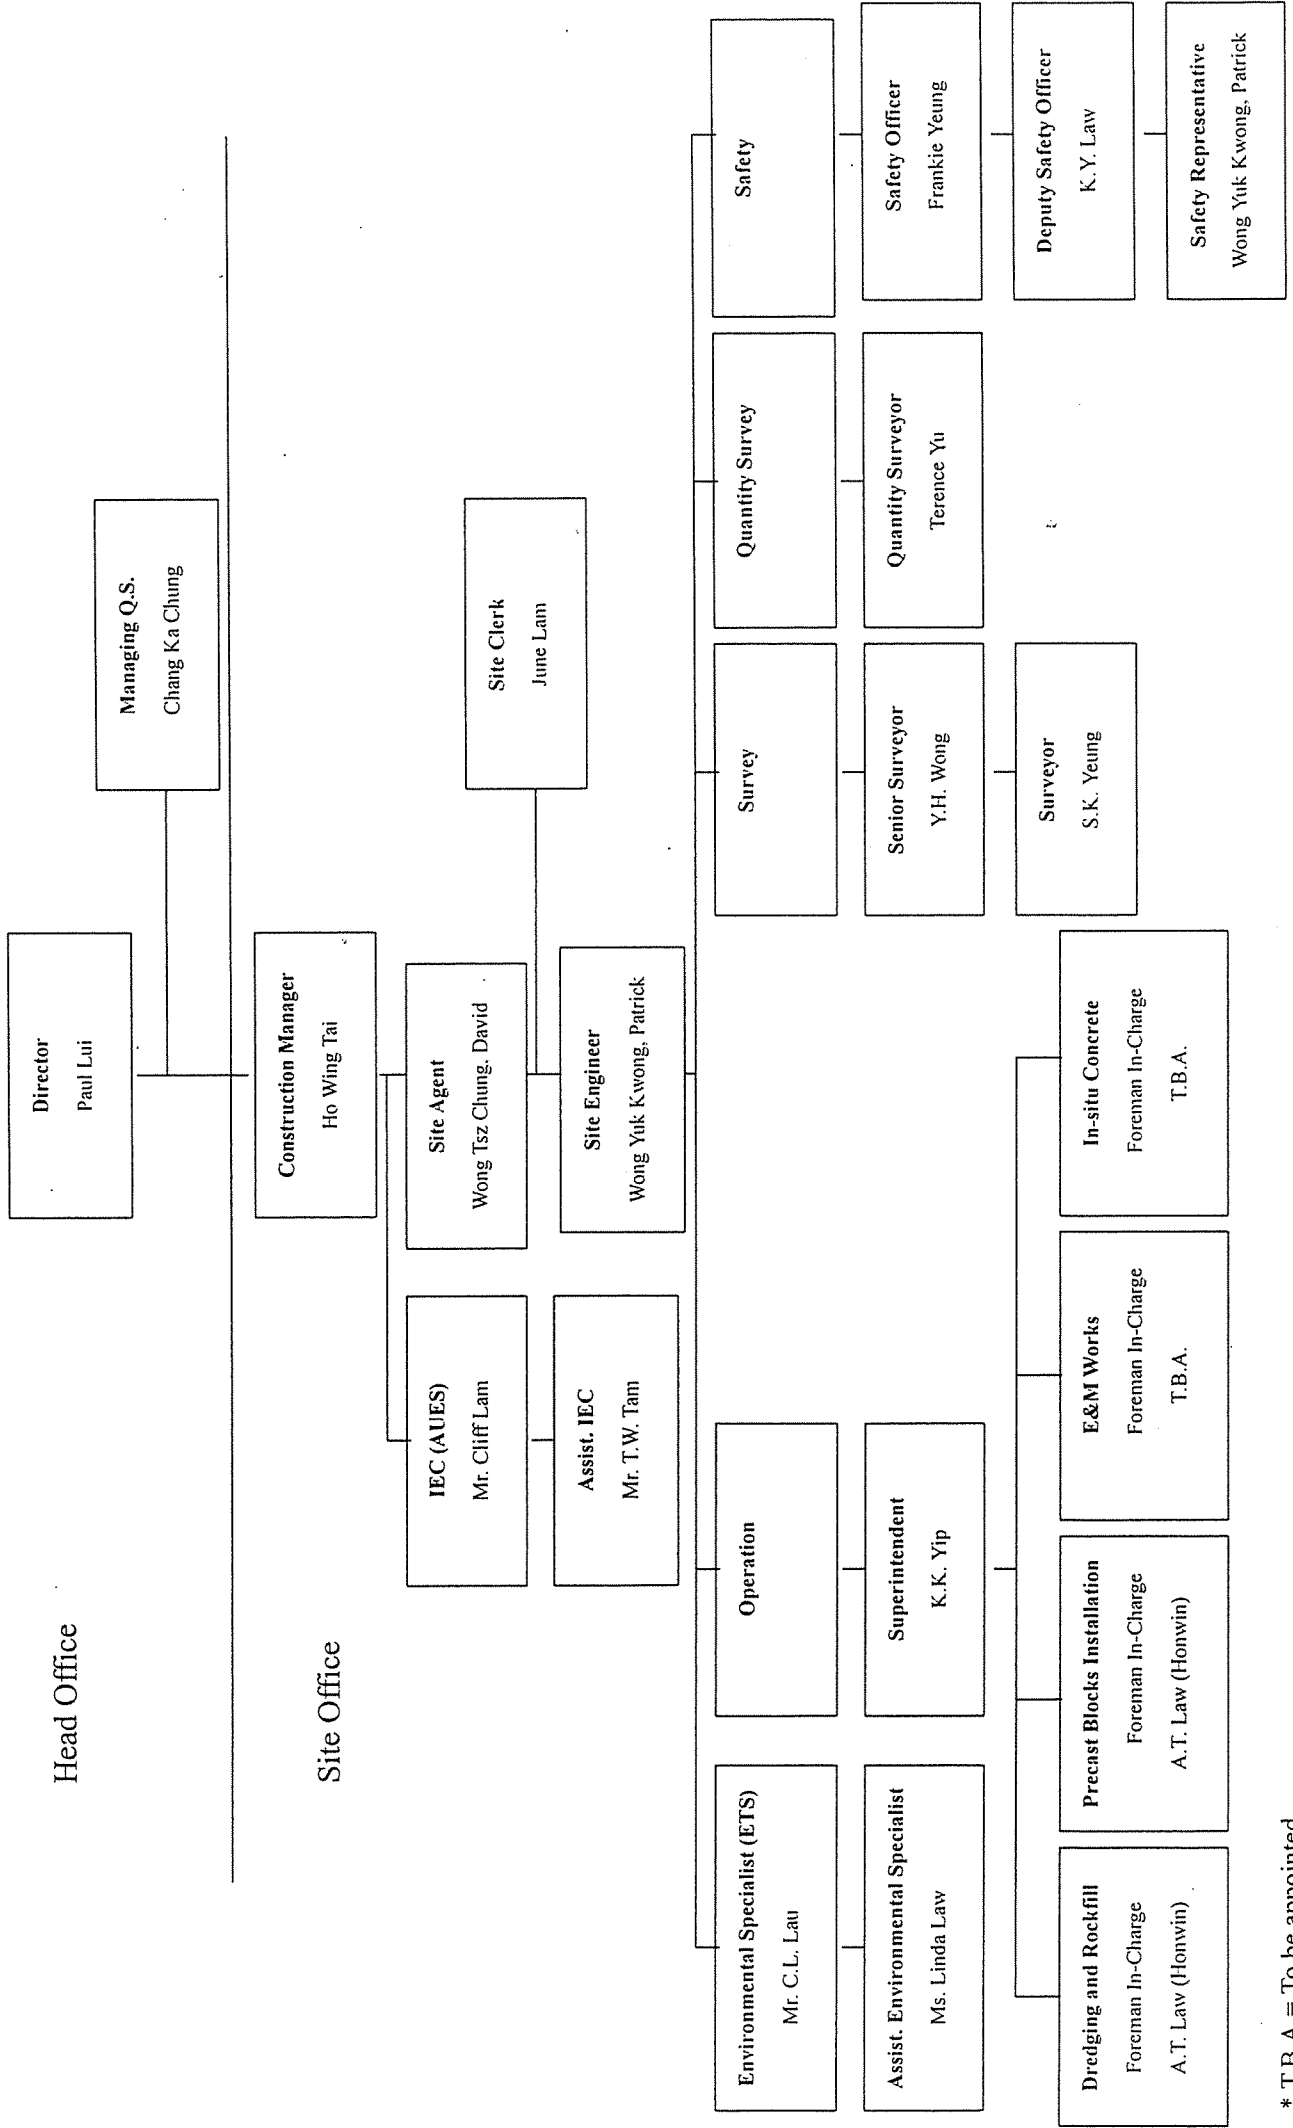 Head Office
Director
Paul Lui
Managing Q.S.
Chang Ka Chung
Site Office
Construction Manager
Ho Wing Tai
IEC (AUES)
Mr. Cliff Lam
Site Agent
Wong Tsz Chung, David
Site Clerk
June Lam
Assist. IEC
Mr. T.W. Tam
Site Engineer
Wong Yuk Kwong, Patrick
Environmental Specialist (ETS)
Mr. C.L. Lau
Operation
Survey
Quantity Survey
Safety
Assist. Environmental Specialist
Ms. Linda Law
Superintendent
K.K. Yip
Senior Surveyor
Y.H. Wong
Quantity Surveyor
Terence Yu
Safety Officer
Frankie Yeung
Surveyor
S.K. Yeung
Deputy Safety Officer
K.Y. Law
Dredging and Rockfill
Foreman In-Charge
A.T. Law (Honwin)
Precast Blocks Installation
Foreman In-Charge
A.T. Law (Honwin)
E&M Works
Foreman In-Charge
T.B.A.
In-situ Concrete
Foreman In-Charge
T.B.A.
Safety Representative
Wong Yuk Kwong, Patrick
* T.B.A = To be appointed